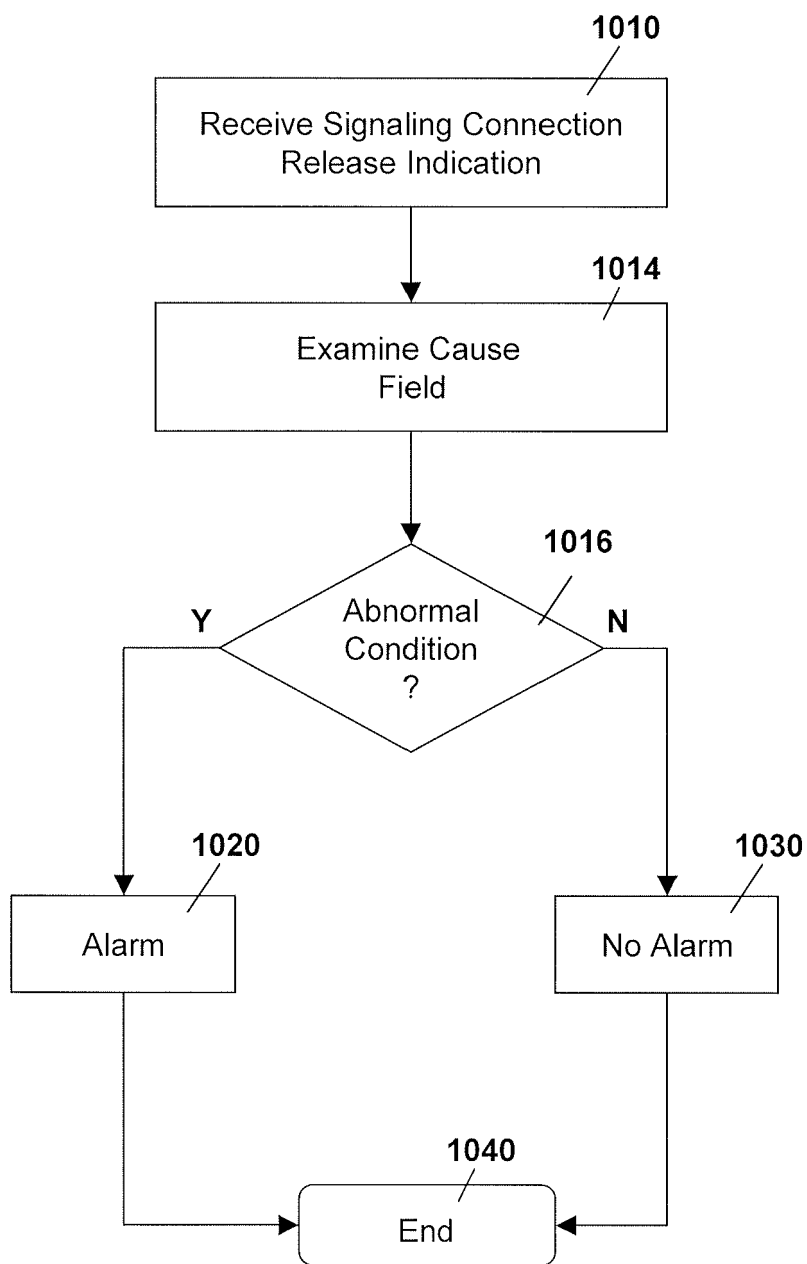 1010
Receive Signaling Connection
Release Indication
1014
Examine Cause
Field
1016
Y
Abnormal
Condition
?
N
1020
Alarm
1030
No Alarm
1040
End